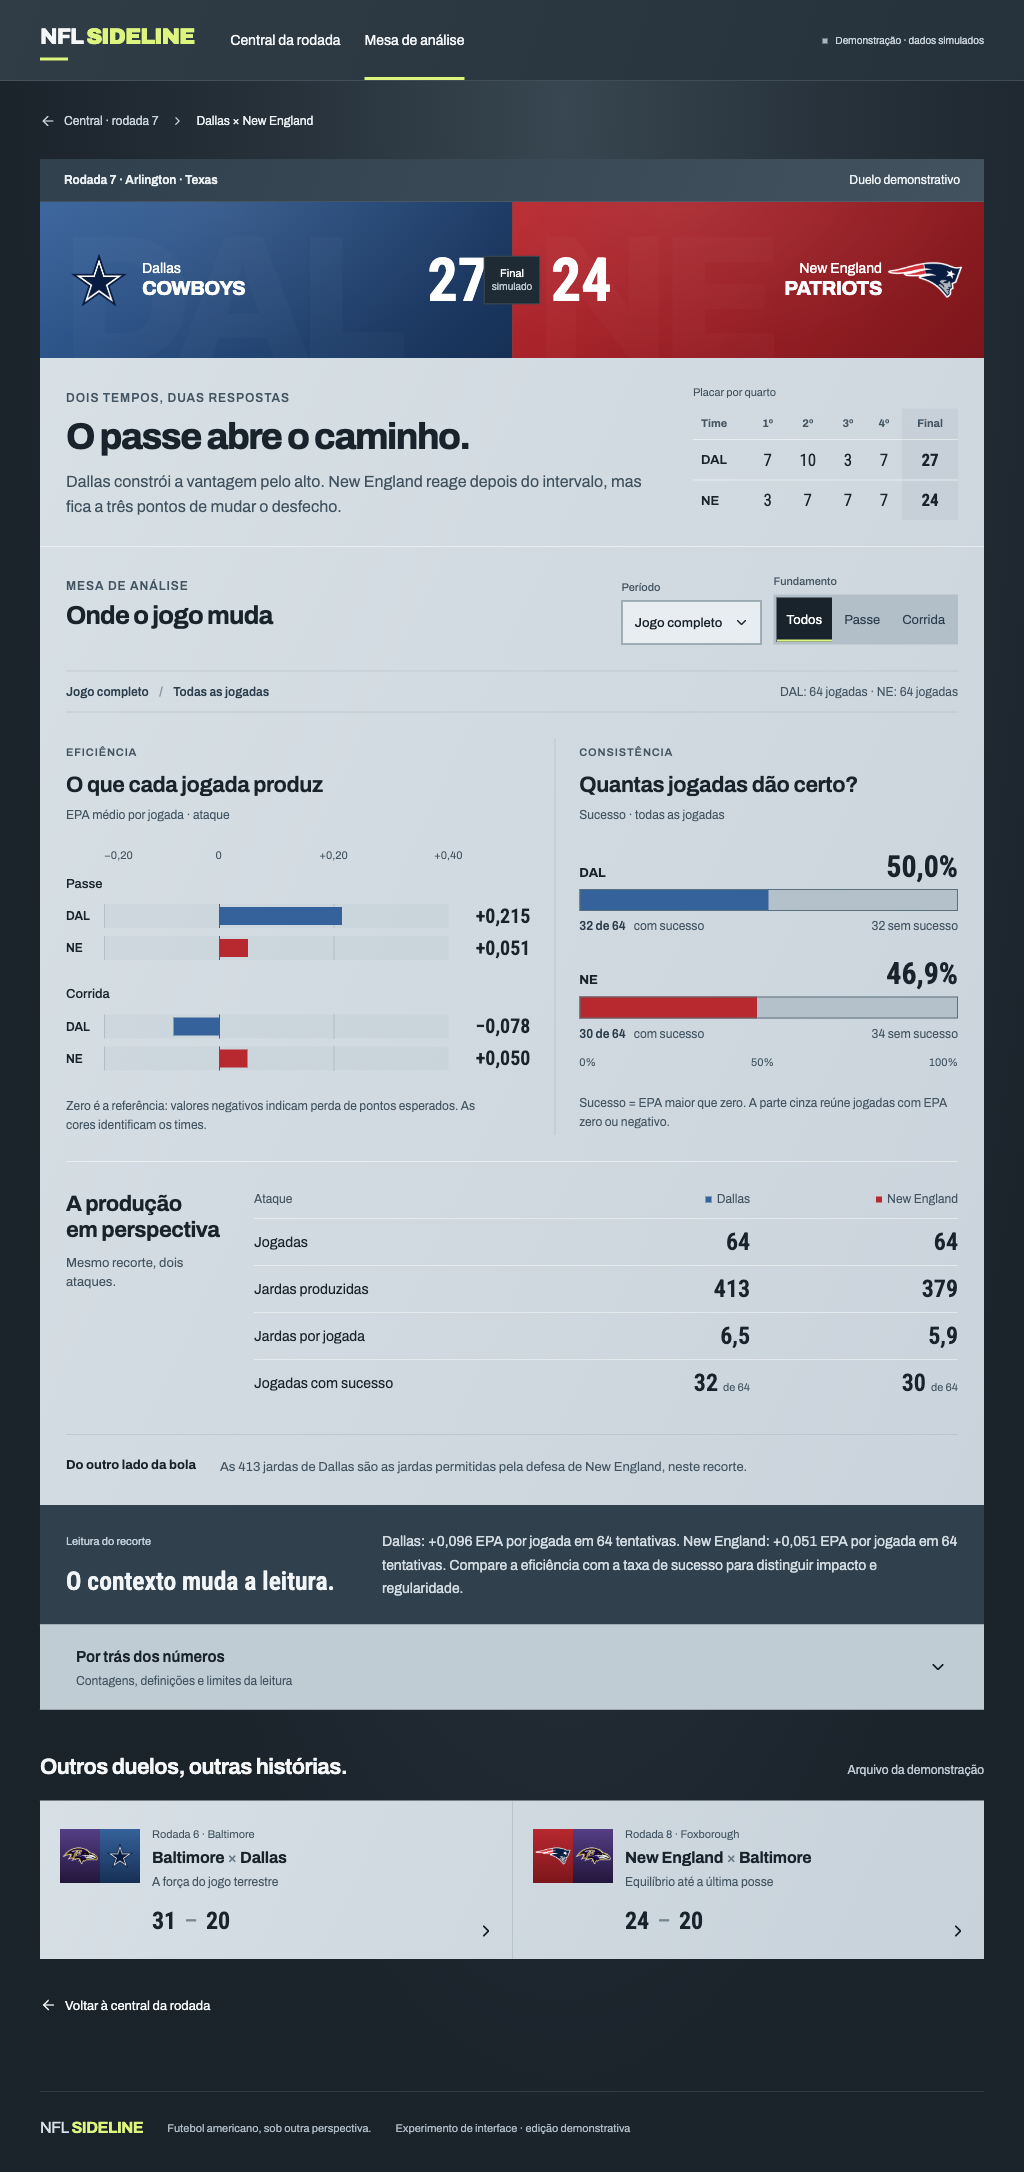 NFL SIDELINE
Central da rodada
Mesa de análise
Demonstração · dados simulados
Central · rodada 7
Dallas × New England
Rodada 7 · Arlington · Texas
Duelo demonstrativo
DAL
NE
Dallas
COWBOYS
27
Final
simulado
24
New England
PATRIOTS
DOIS TEMPOS, DUAS RESPOSTAS
O passe abre o caminho.
Dallas constrói a vantagem pelo alto. New England reage depois do intervalo, mas
fica a três pontos de mudar o desfecho.
Placar por quarto
Time 1º 2º 3º 4º Final
DAL 7 10 3 7 27
NE 3 7 7 7 24
MESA DE ANÁLISE
Onde o jogo muda
Período
Jogo completo
Fundamento
Todos Passe Corrida
Jogo completo / Todas as jogadas
DAL: 64 jogadas · NE: 64 jogadas
EFICIÊNCIA
O que cada jogada produz
EPA médio por jogada · ataque
−0,20 0 +0,20 +0,40
Passe
DAL +0,215
NE +0,051
Corrida
DAL −0,078
NE +0,050
Zero é a referência: valores negativos indicam perda de pontos esperados. As
cores identificam os times.
CONSISTÊNCIA
Quantas jogadas dão certo?
Sucesso · todas as jogadas
DAL 50,0%
32 de 64 com sucesso 32 sem sucesso
NE 46,9%
30 de 64 com sucesso 34 sem sucesso
0% 50% 100%
Sucesso = EPA maior que zero. A parte cinza reúne jogadas com EPA
zero ou negativo.
A produção
em perspectiva
Mesmo recorte, dois
ataques.
Ataque Dallas New England
Jogadas 64 64
Jardas produzidas 413 379
Jardas por jogada 6,5 5,9
Jogadas com sucesso 32 de 64 30 de 64
Do outro lado da bola As 413 jardas de Dallas são as jardas permitidas pela defesa de New England, neste recorte.
Leitura do recorte
O contexto muda a leitura.
Dallas: +0,096 EPA por jogada em 64 tentativas. New England: +0,051 EPA por jogada em 64
tentativas. Compare a eficiência com a taxa de sucesso para distinguir impacto e
regularidade.
Por trás dos números
Contagens, definições e limites da leitura
Outros duelos, outras histórias.
Arquivo da demonstração
Rodada 6 · Baltimore
Baltimore × Dallas
A força do jogo terrestre
31 – 20
Rodada 8 · Foxborough
New England × Baltimore
Equilíbrio até a última posse
24 – 20
Voltar à central da rodada
NFL SIDELINE
Futebol americano, sob outra perspectiva.
Experimento de interface · edição demonstrativa